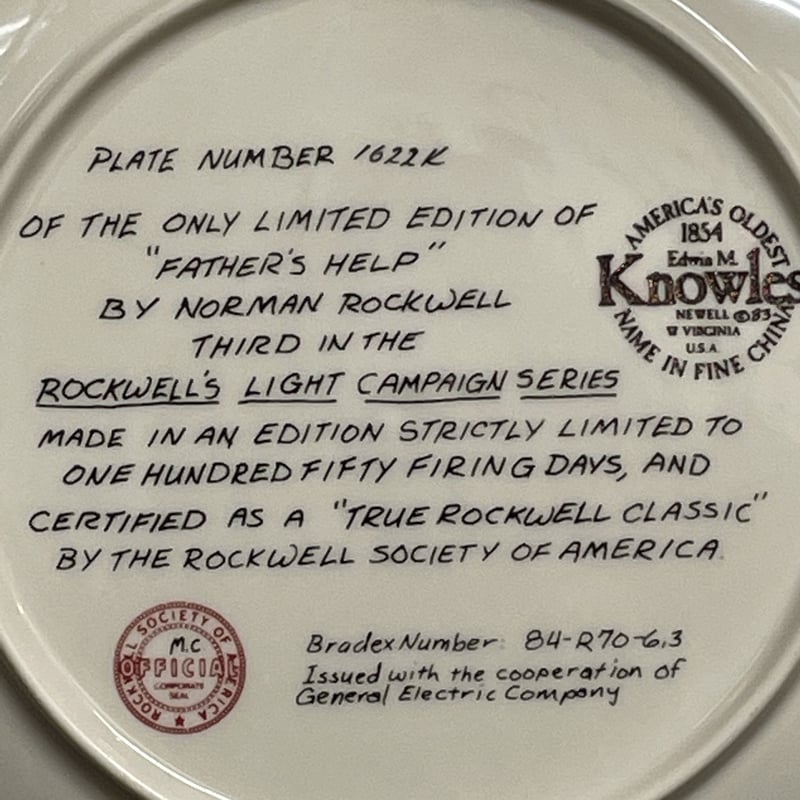 PLATE NUMBER 1622K
OF THE ONLY LIMITED EDITION OF
"FATHER'S HELP"
BY NORMAN ROCKWELL
THIRD IN THE
ROCKWELL'S LIGHT CAMPAIGN SERIES
MADE IN AN EDITION STRICTLY LIMITED TO
ONE HUNDRED FIFTY FIRING DAYS, AND
CERTIFIED AS A "TRUE ROCKWELL CLASSIC"
BY THE ROCKWELL SOCIETY OF AMERICA.
AMERICA'S OLDEST
1854
Edwin M.
Knowles
NEWELL ©83
W VIRGINIA
U.S.A.
NAME IN FINE CHINA
ROCKWELL SOCIETY OF AMERICA
M.C
OFFICIAL
CORPORATE
SEAL
Bradex Number: 84-R70-6.3
Issued with the cooperation of
General Electric Company